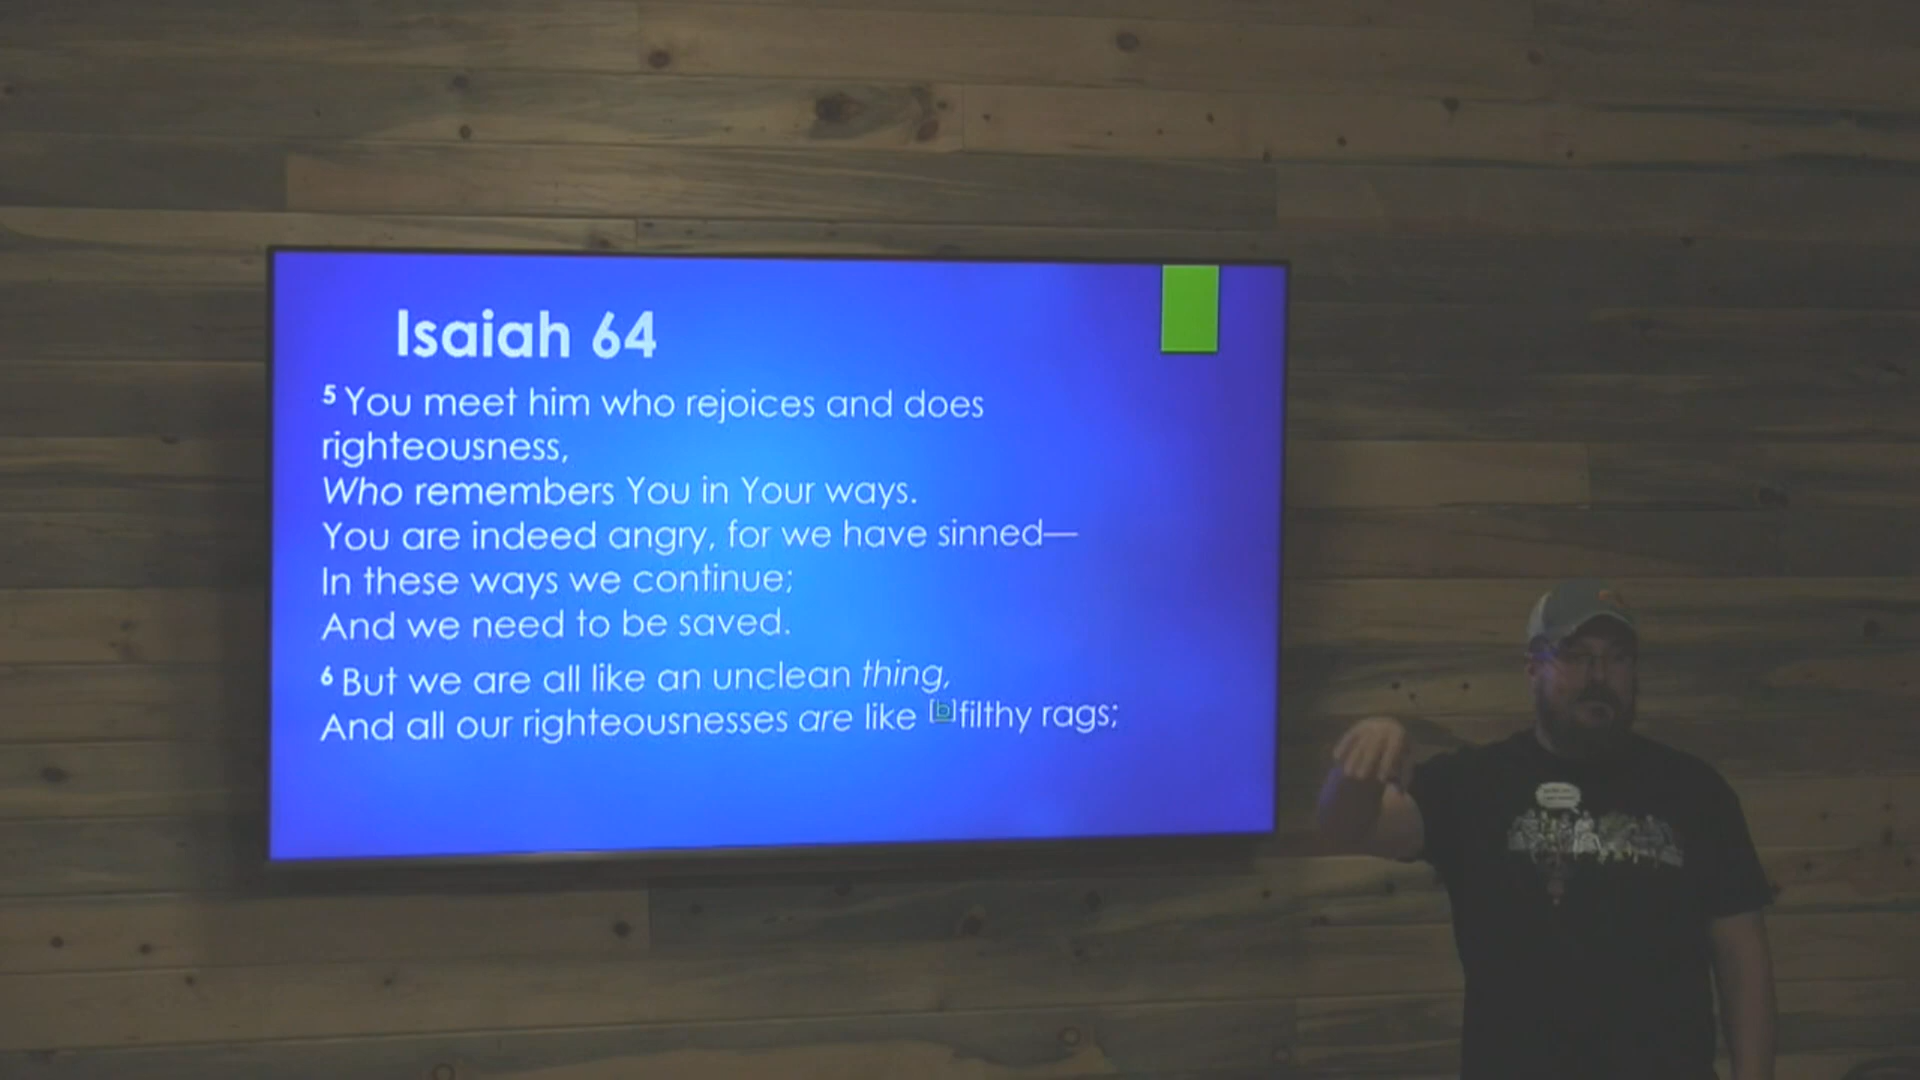 Isaiah 64
5 You meet him who rejoices and does
righteousness,
Who remembers You in Your ways.
You are indeed angry, for we have sinned—
In these ways we continue;
And we need to be saved.
6 But we are all like an unclean thing,
And all our righteousnesses are like [b]filthy rags;